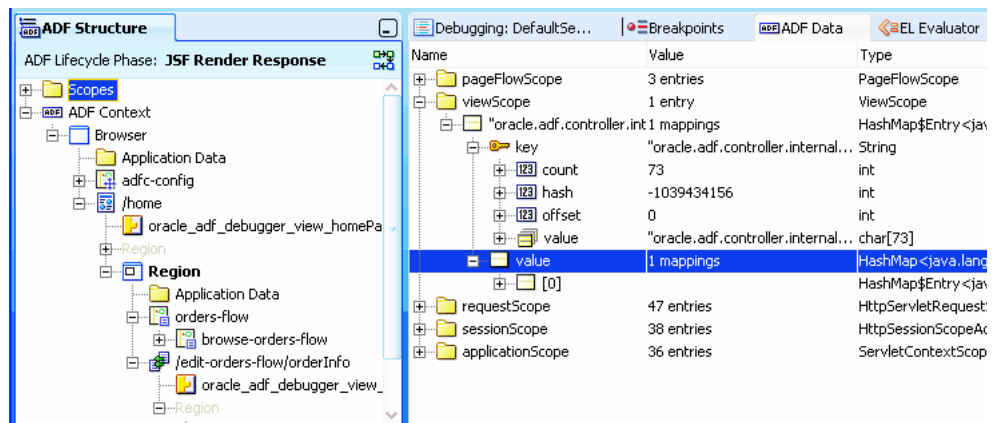 ADF Structure
ADF Lifecycle Phase: JSF Render Response
Scopes
ADF Context
Browser
Application Data
adfc-config
/home
oracle_adf_debugger_view_homePa
Region
Region
Application Data
orders-flow
browse-orders-flow
/edit-orders-flow/orderInfo
oracle_adf_debugger_view_
Region
Debugging: DefaultSe... Breakpoints ADF Data EL Evaluator
Name Value Type
pageFlowScope 3 entries PageFlowScope
viewScope 1 entry ViewScope
"oracle.adf.controller.int 1 mappings HashMap$Entry<jav
key "oracle.adf.controller.internal... String
count 73 int
hash -1039434156 int
offset 0 int
value "oracle.adf.controller.internal... char[73]
value 1 mappings HashMap<java.lang
[0] HashMap$Entry<jav
requestScope 47 entries HttpServletRequest
sessionScope 38 entries HttpSessionScopeAd
applicationScope 36 entries ServletContextScop